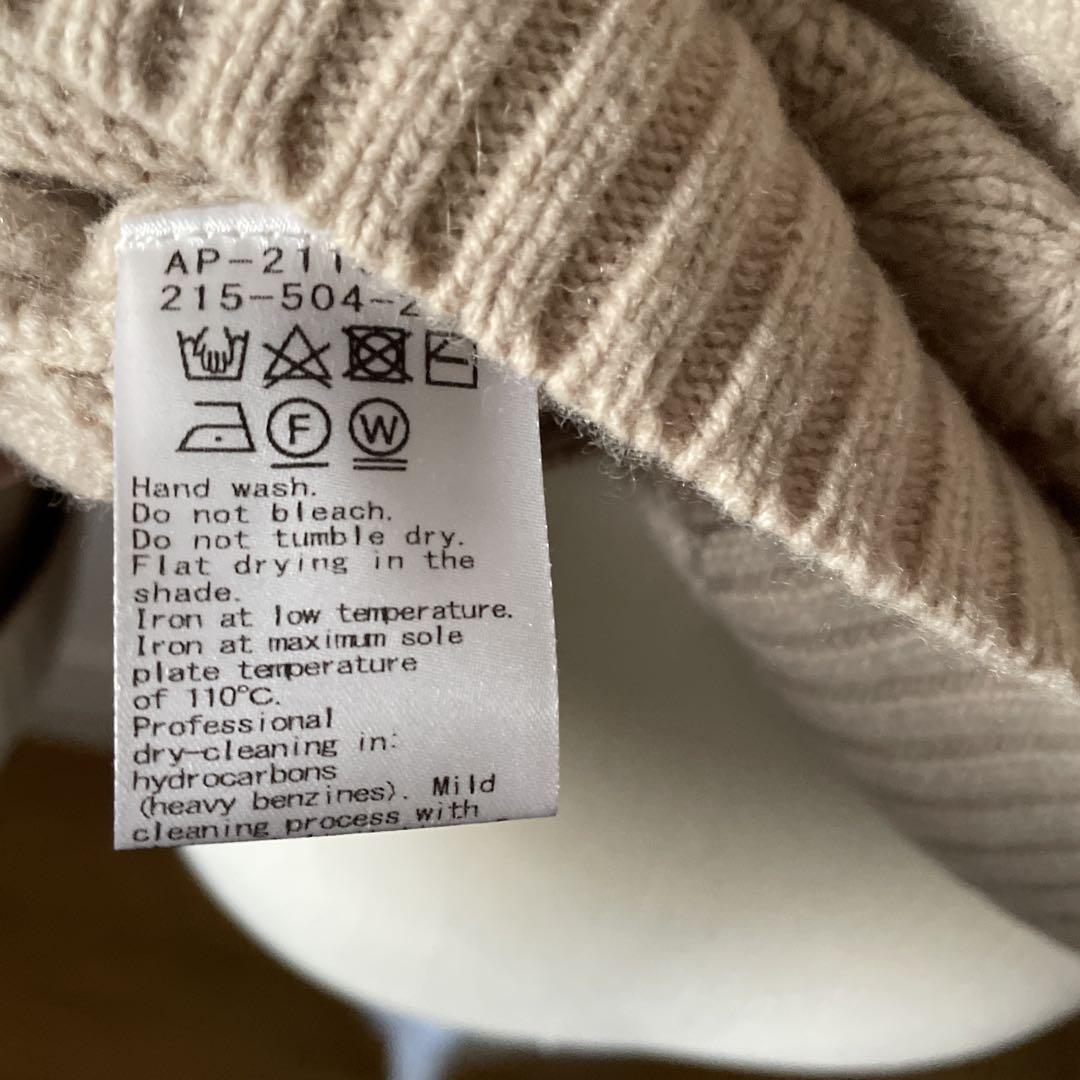 AP-211
215-504-2
F W
Hand wash.
Do not bleach.
Do not tumble dry.
Flat drying in the
shade.
Iron at low temperature.
Iron at maximum sole
plate temperature
of 110°C.
Professional
dry-cleaning in:
hydrocarbons
(heavy benzines). Mild
cleaning process with